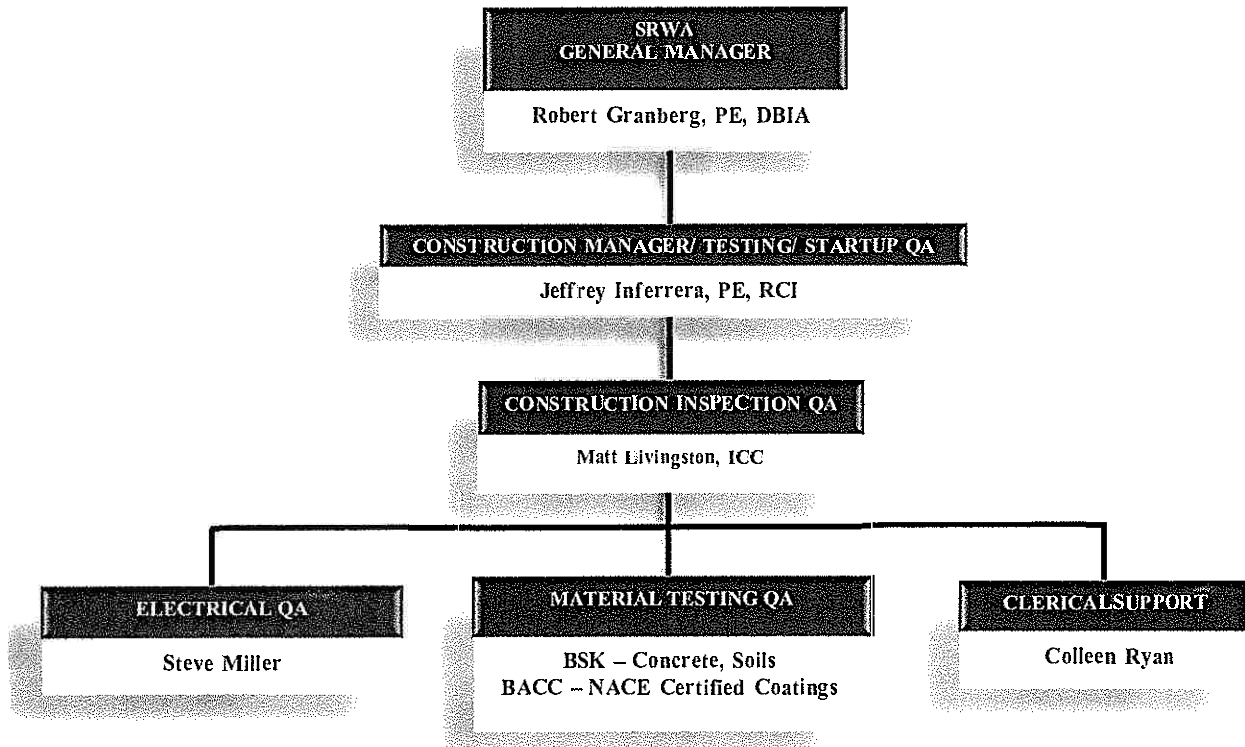 SRWA
GENERAL MANAGER
Robert Granberg, PE, DBIA
CONSTRUCTION MANAGER/ TESTING/ STARTUP QA
Jeffrey Inferrera, PE, RCI
CONSTRUCTION INSPECTION QA
Matt Livingston, ICC
ELECTRICAL QA
Steve Miller
MATERIAL TESTING QA
BSK – Concrete, Soils
BACC – NACE Certified Coatings
CLERICAL SUPPORT
Colleen Ryan